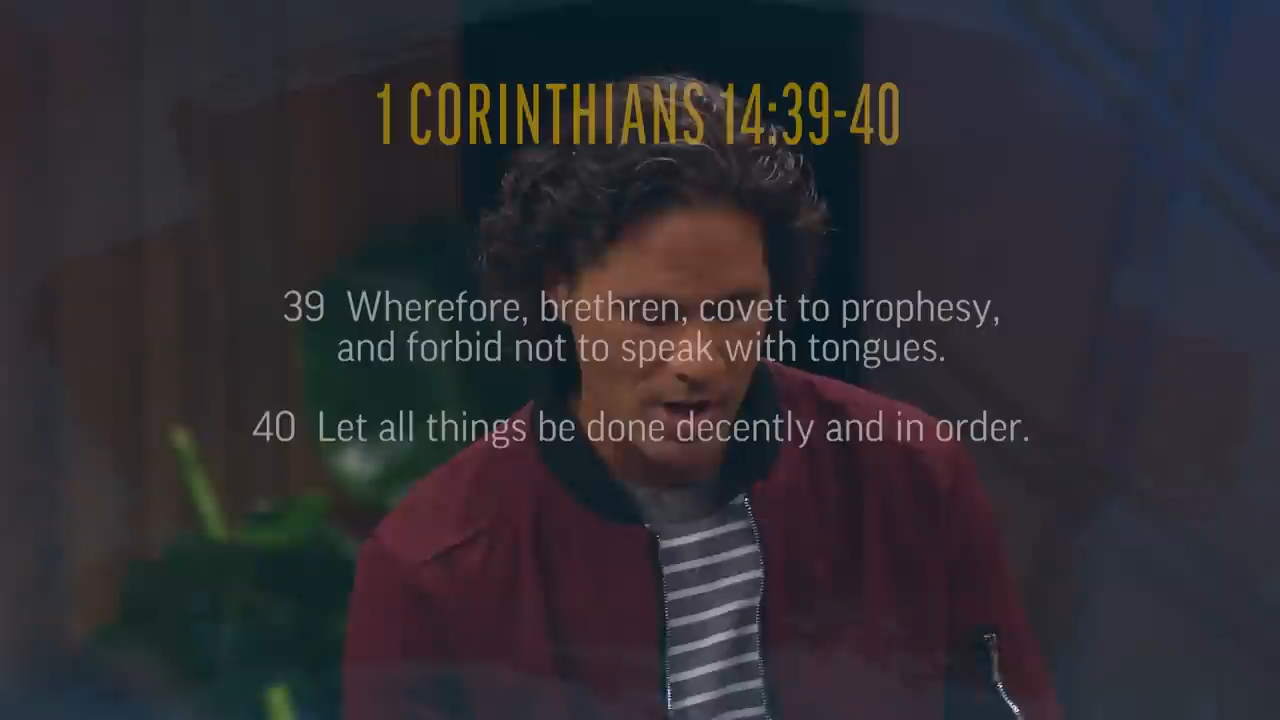 1 CORINTHIANS 14:39-40
39 Wherefore, brethren, covet to prophesy,
and forbid not to speak with tongues.
40 Let all things be done decently and in order.